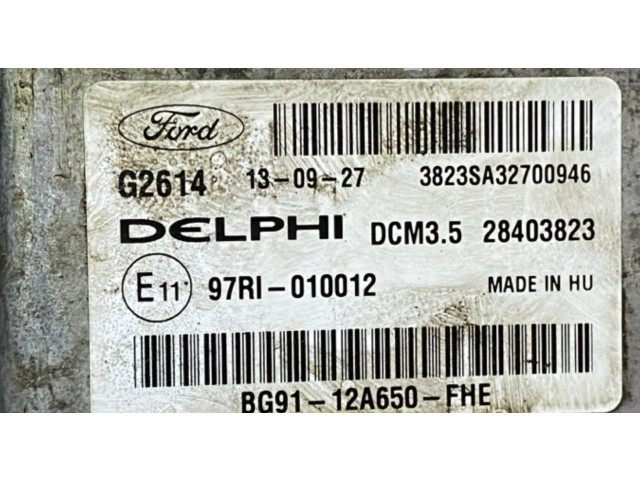 Ford
G2614 13-09-27 3823SA32700946
DELPHI DCM3.5 28403823
E11 97RI-010012 MADE IN HU
BG91-12A650-FHE